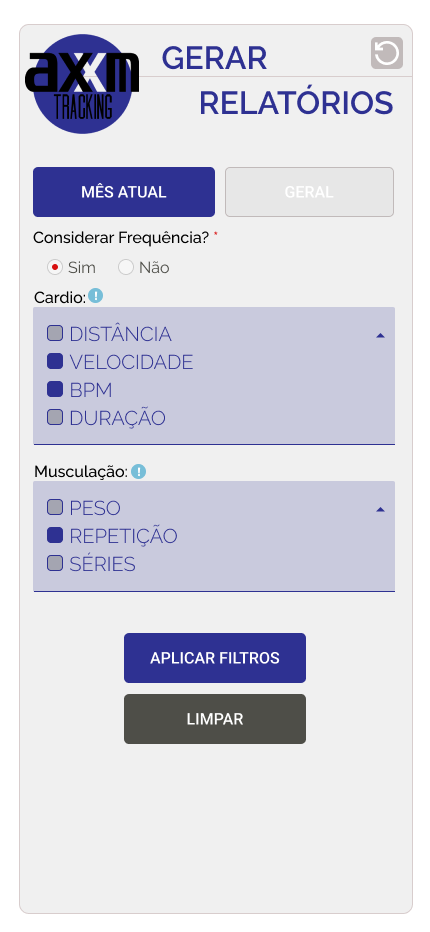 axxm
TRACKING
GERAR
RELATÓRIOS
MÊS ATUAL
GERAL
Considerar Frequência? *
Sim
Não
Cardio: !
DISTÂNCIA
VELOCIDADE
BPM
DURAÇÃO
Musculação: !
PESO
REPETIÇÃO
SÉRIES
APLICAR FILTROS
LIMPAR